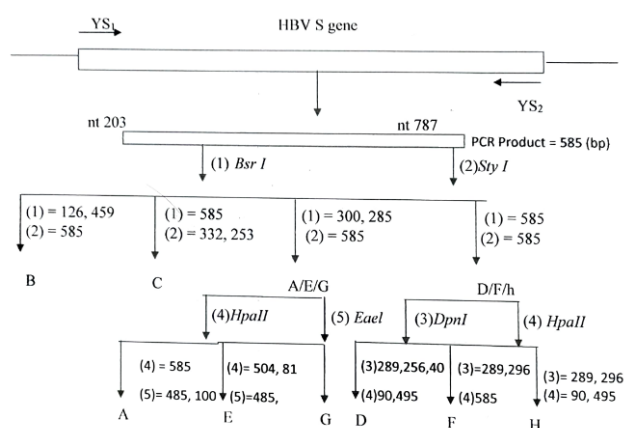 YS1
HBV S gene
YS2
nt 203
nt 787
PCR Product = 585 (bp)
(1) Bsr I
(2)Sty I
(1) = 126, 459
(2) = 585
(1) = 585
(2) = 332, 253
(1) = 300, 285
(2) = 585
(1) = 585
(2) = 585
B
C
A/E/G
D/F/h
(4)HpaII
(5) EaeI
(3)DpnI
(4) HpaII
(4) = 585
(5)= 485, 100
(4)= 504, 81
(5)=485,
(3)289,256,40
(4)90,495
(3)=289,296
(4)585
(3)= 289, 296
(4)= 90, 495
A
E
G
D
F
H